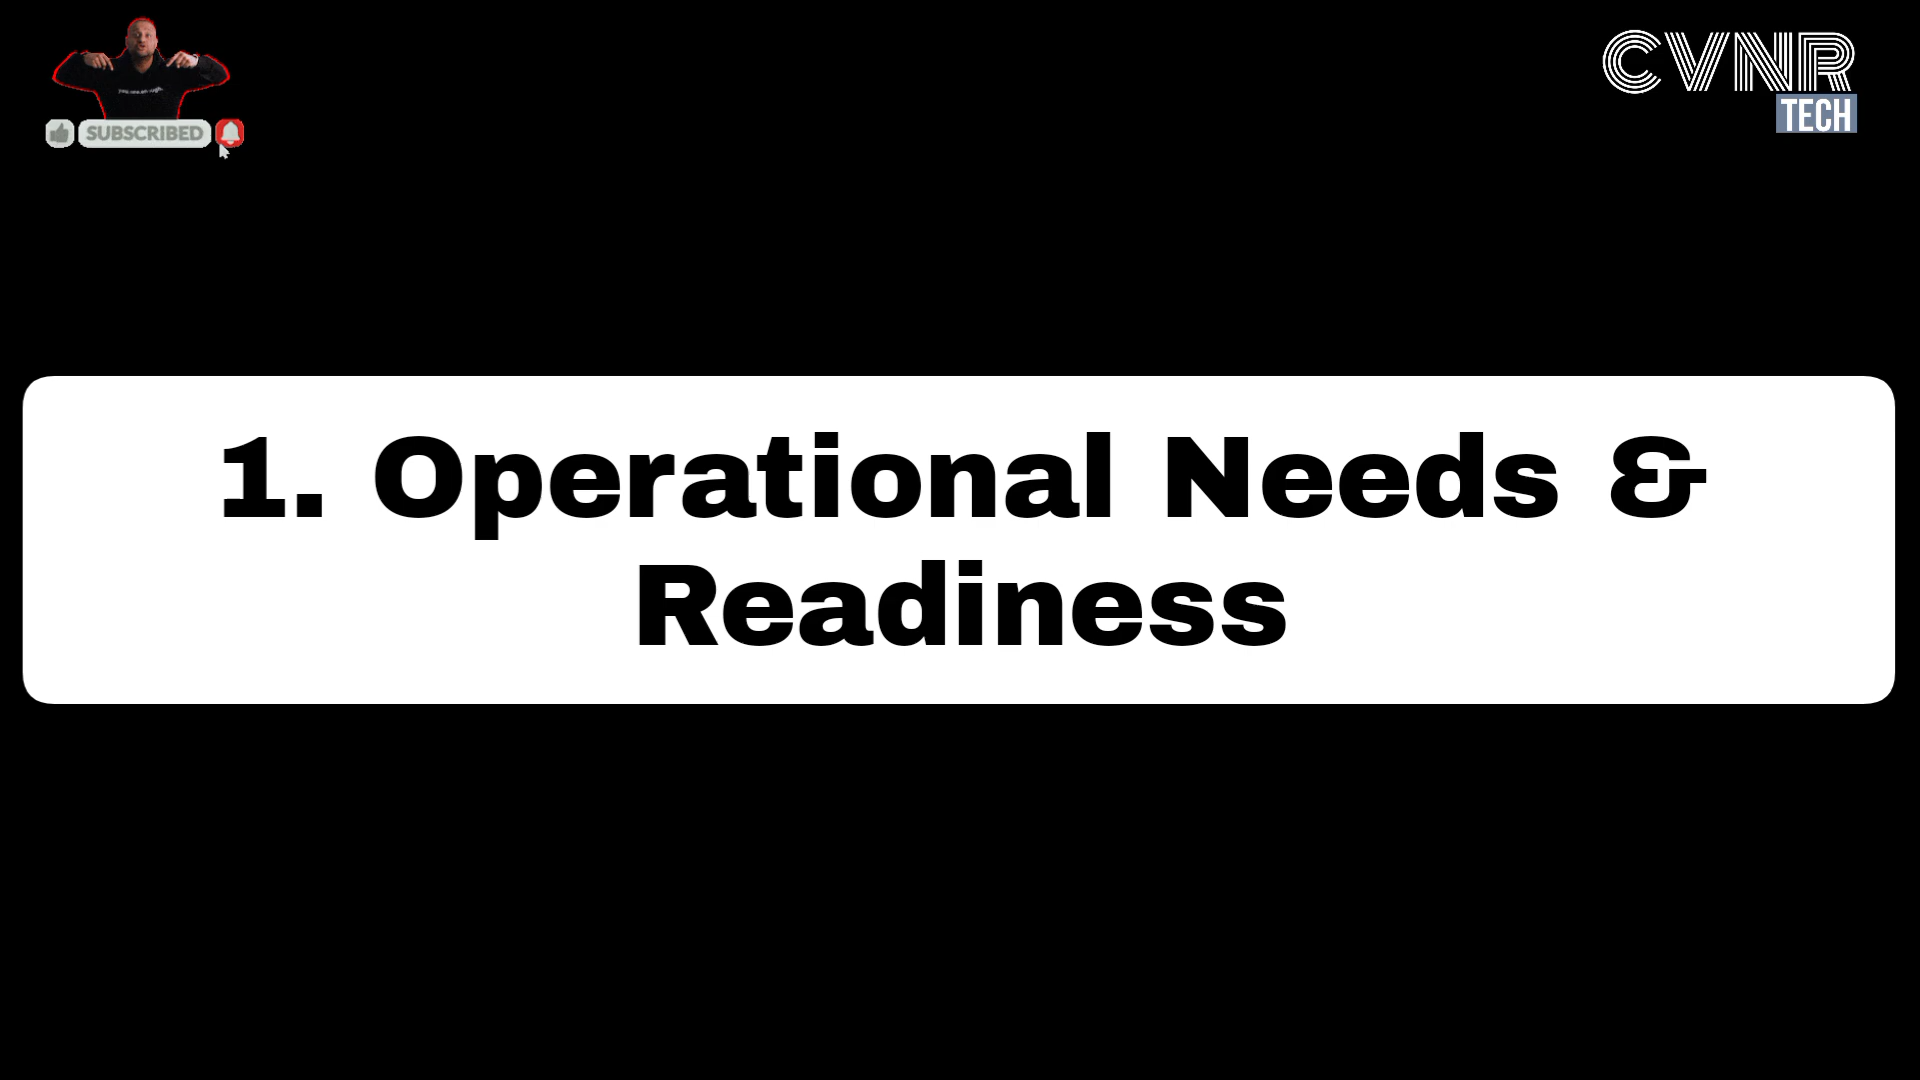 SUBSCRIBED
CVNR
TECH
1. Operational Needs &
Readiness